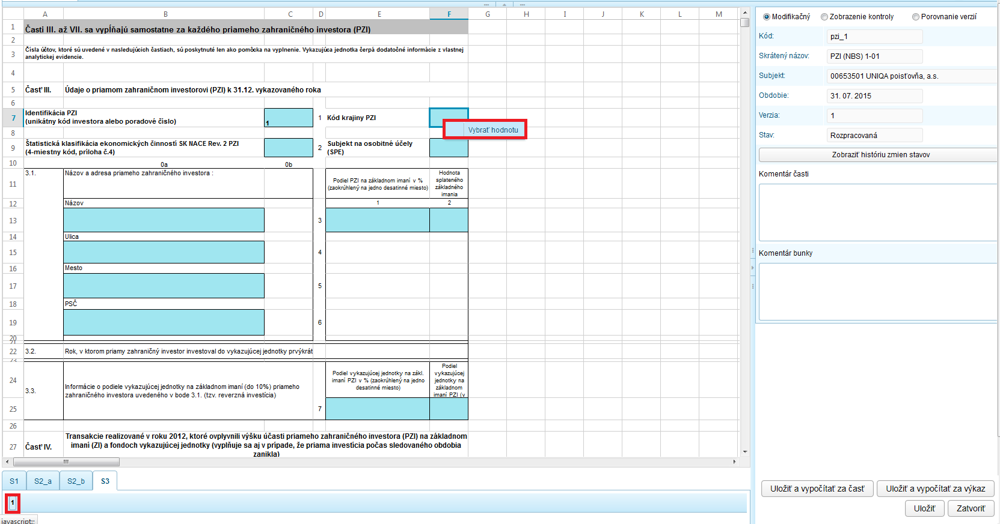 A B C D E F G H I J K L M
1 Časti III. až VII. sa vypĺňajú samostatne za každého priameho zahraničného investora (PZI)
2
3 Čísla účtov, ktoré sú uvedené v nasledujúcich častiach, sú poskytnuté len ako pomôcka na vyplnenie. Vykazujúca jednotka čerpá dodatočné informácie z vlastnej
analytickej evidencie.
4
5 Časť III. Údaje o priamom zahraničnom investorovi (PZI) k 31.12. vykazovaného roka
6
7 Identifikácia PZI
(unikátny kód investora alebo poradové číslo) 1 1 Kód krajiny PZI
Vybrať hodnotu
8
9 Štatistická klasifikácia ekonomických činností SK NACE Rev. 2 PZI
(4-miestny kód, príloha č.4) 2 Subjekt na osobitné účely
(SPE)
10 0a 0b
11 3.1. Názov a adresa priameho zahraničného investora :
Podiel PZI na základnom imaní v %
(zaokrúhlený na jedno desatinné miesto)
Hodnota
splateného
základného
imania
12 Názov 1 2
13 3
14 Ulica
15 4
16 Mesto
17 5
18 PSČ
19 6
20
21
22 3.2. Rok, v ktorom priamy zahraničný investor investoval do vykazujúcej jednotky prvýkrát
23
24 3.3. Informácie o podiele vykazujúcej jednotky na základnom imaní (do 10%) priameho
zahraničného investora uvedeného v bode 3.1. (tzv. reverzná investícia)
Podiel vykazujúcej jednotky na zákl.
imaní PZI v % (zaokrúhlený na jedno
desatinné miesto)
Podiel
vykazujúcej
jednotky na
základnom
imaní PZI (v
25 7
26
27 Časť IV. Transakcie realizované v roku 2012, ktoré ovplyvnili výšku účasti priameho zahraničného investora (PZI) na základnom
imaní (ZI) a fondoch vykazujúcej jednotky (vyplňuje sa aj v prípade, že priama investícia počas sledovaného obdobia
zanikla)
S1 S2_a S2_b S3
1
javascript:;
Modifikačný Zobrazenie kontroly Porovnanie verzií
Kód: pzi_1
Skrátený názov: PZI (NBS) 1-01
Subjekt: 00653501 UNIQA poisťovňa, a.s.
Obdobie: 31. 07. 2015
Verzia: 1
Stav: Rozpracovaná
Zobraziť históriu zmien stavov
Komentár časti
Komentár bunky
Uložiť a vypočítať za časť Uložiť a vypočítať za výkaz
Uložiť Zatvoriť